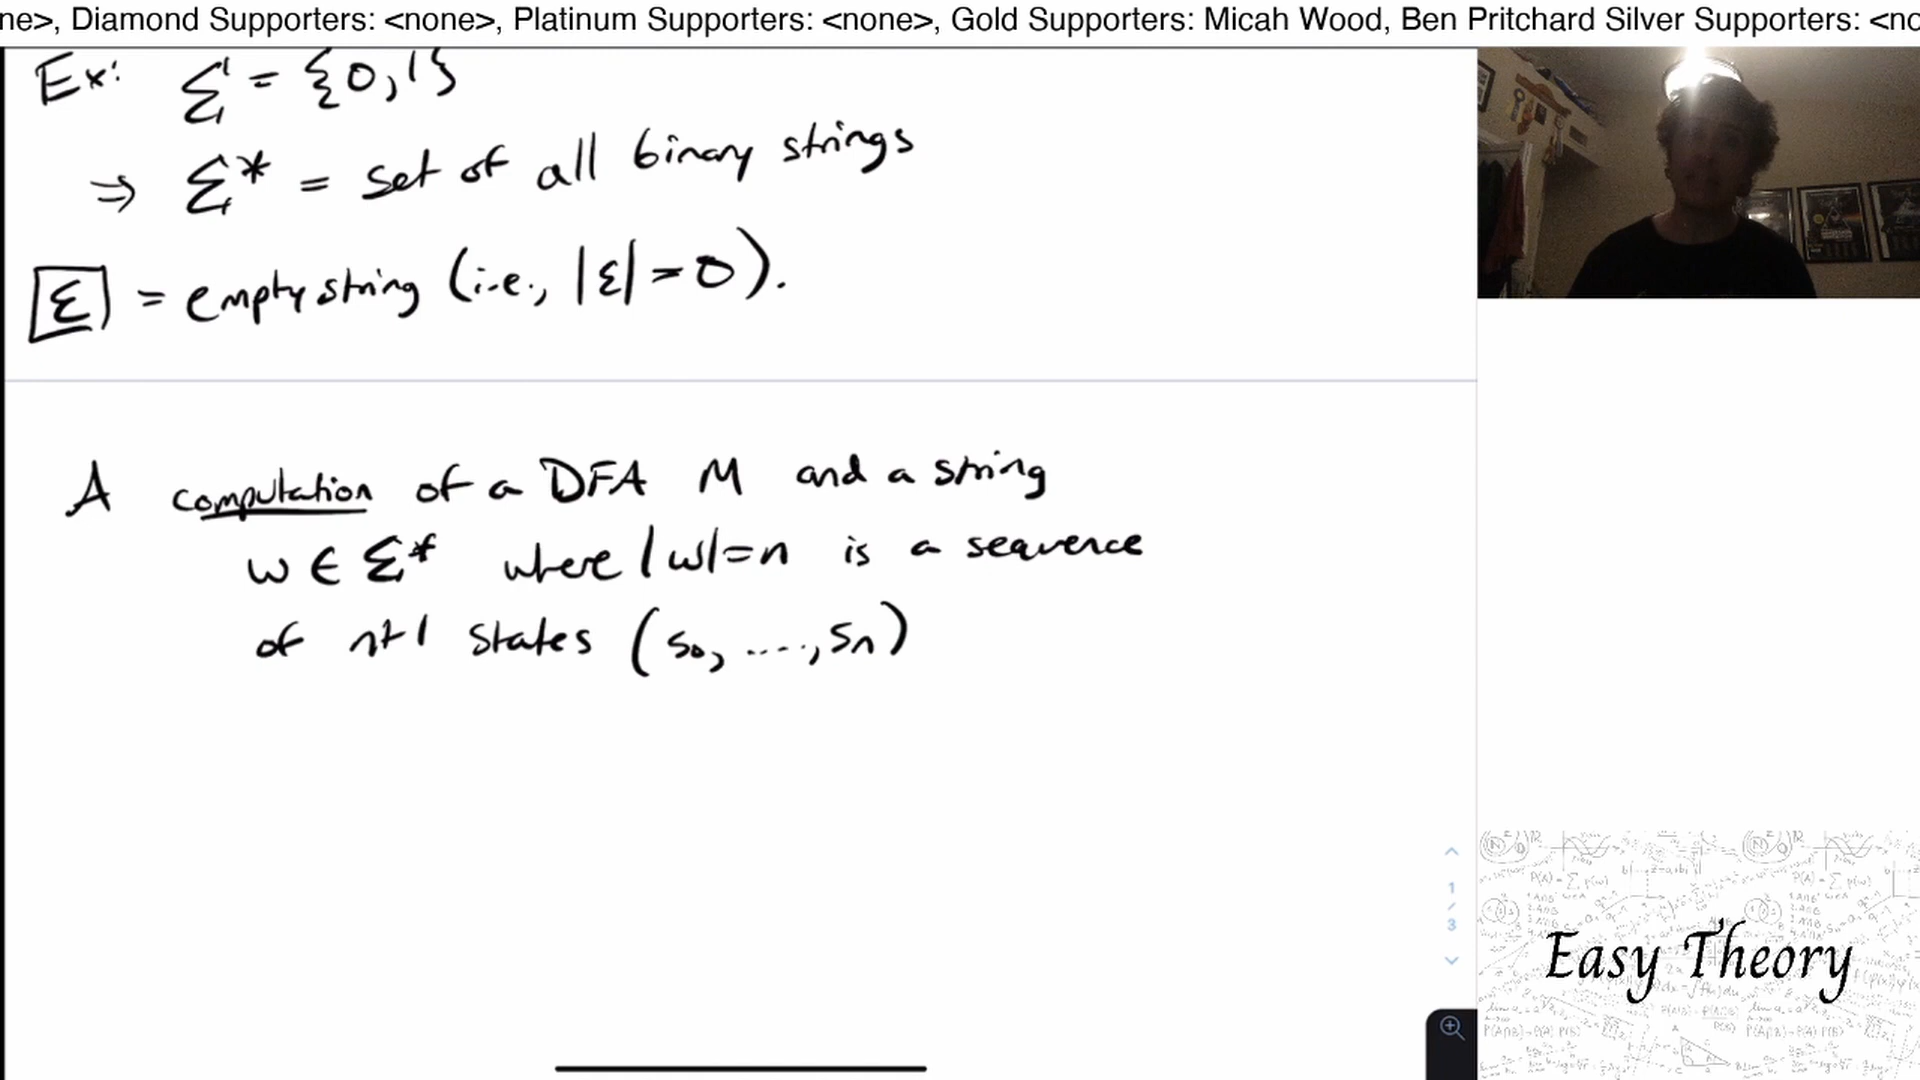 ne>, Diamond Supporters: <none>, Platinum Supporters: <none>, Gold Supporters: Micah Wood, Ben Pritchard Silver Supporters: <no
Ex: Σ = {0,1}
⇒ Σ* = set of all binary strings
ε = empty string (i.e., |ε| = 0).
A computation of a DFA M and a string
w ∈ Σ* where |w|=n is a sequence
of n+1 states (s₀, ...., sₙ)
1
/
3
Easy Theory